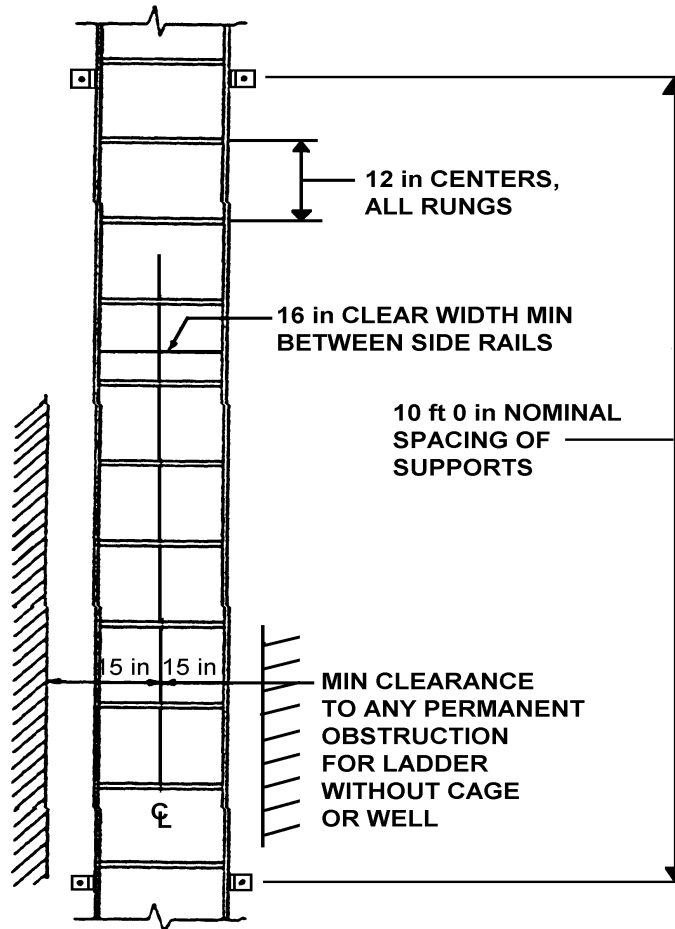 12 in CENTERS,
ALL RUNGS
16 in CLEAR WIDTH MIN
BETWEEN SIDE RAILS
10 ft 0 in NOMINAL
SPACING OF
SUPPORTS
15 in 15 in
MIN CLEARANCE
TO ANY PERMANENT
OBSTRUCTION
FOR LADDER
WITHOUT CAGE
OR WELL
℄